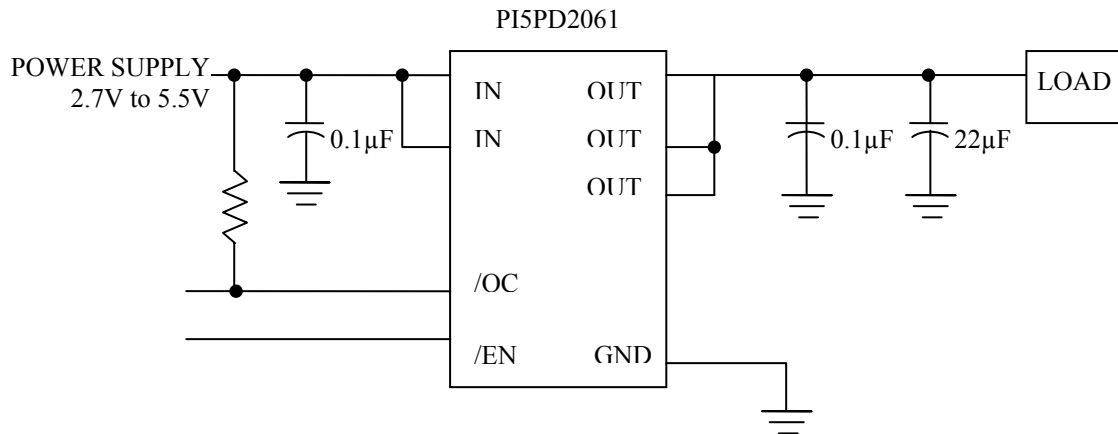 PI5PD2061
POWER SUPPLY
2.7V to 5.5V
IN
OUT
LOAD
IN
OUT
0.1µF
0.1µF
22µF
OUT
/OC
/EN
GND